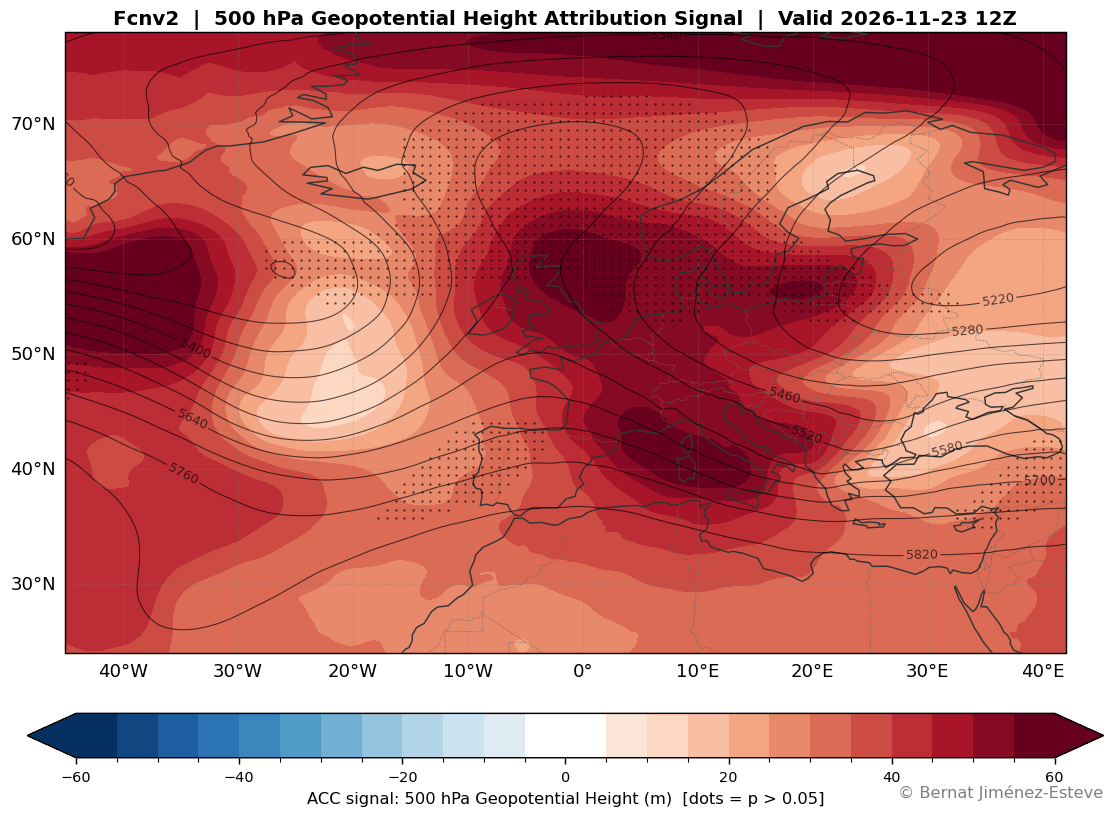 Fcnv2 | 500 hPa Geopotential Height Attribution Signal | Valid 2026-11-23 12Z
5340
70°N
60°N
50°N
40°N
30°N
5220
5280
5400
5460
5520
5580
5640
5700
5760
5820
40°W 30°W 20°W 10°W 0° 10°E 20°E 30°E 40°E
−60 −40 −20 0 20 40 60
ACC signal: 500 hPa Geopotential Height (m) [dots = p > 0.05]
© Bernat Jiménez-Esteve